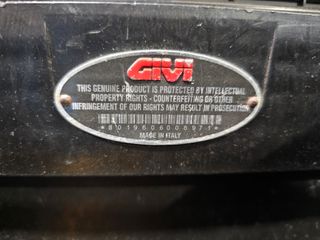 GIVI
THIS GENUINE PRODUCT IS PROTECTED BY INTELLECTUAL
PROPERTY RIGHTS - COUNTERFEITING OR OTHER
INFRINGEMENT OF OUR RIGHTS MAY RESULT IN PROSECUTION
*8019606006971*
MADE IN ITALY